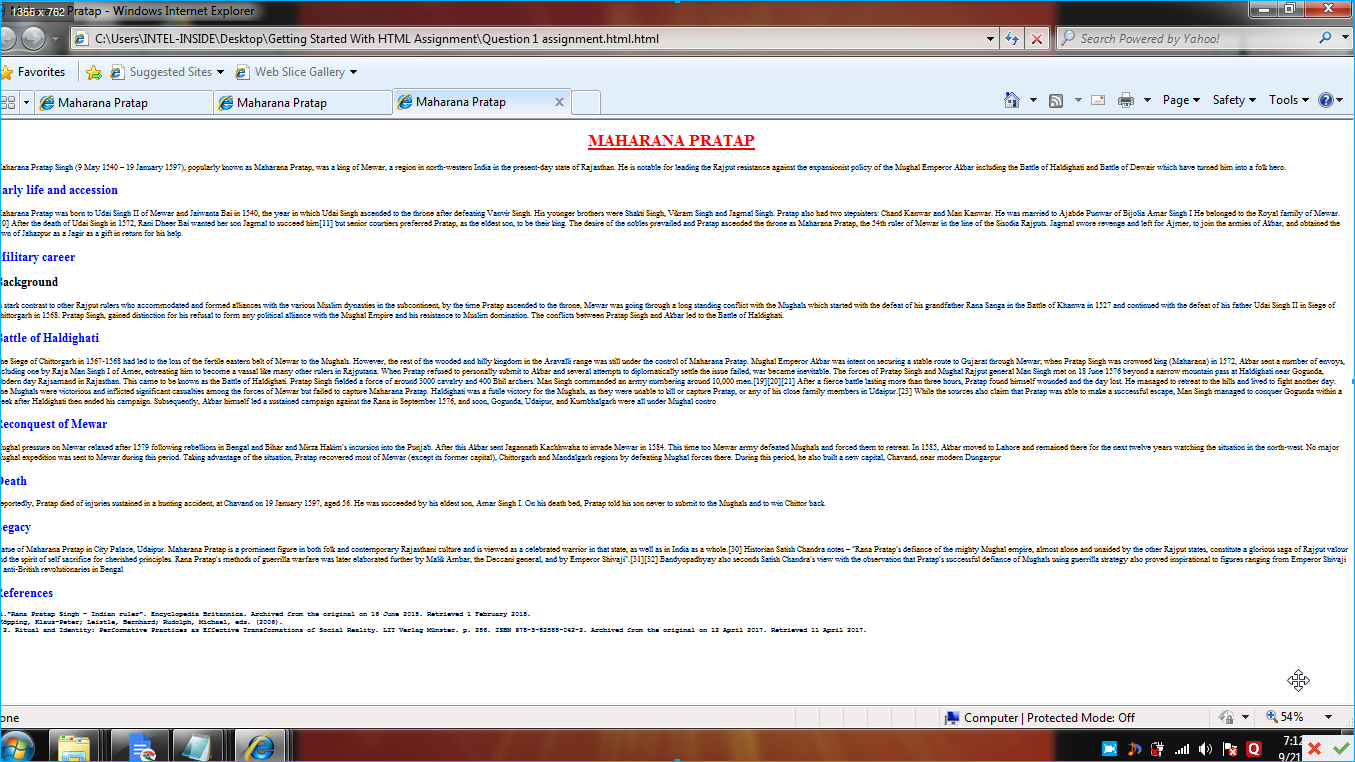 1355 x 762 Pratap - Windows Internet Explorer
C:\Users\INTEL-INSIDE\Desktop\Getting Started With HTML Assignment\Question 1 assignment.html.html
Search Powered by Yahoo!
Favorites Suggested Sites Web Slice Gallery
Maharana Pratap Maharana Pratap Maharana Pratap Page Safety Tools
MAHARANA PRATAP
aharana Pratap Singh (9 May 1540 – 19 January 1597), popularly known as Maharana Pratap, was a king of Mewar, a region in north-western India in the present-day state of Rajasthan. He is notable for leading the Rajput resistance against the expansionist policy of the Mughal Emperor Akbar including the Battle of Haldighati and Battle of Dewair which have turned him into a folk hero.
arly life and accession
aharana Pratap was born to Udai Singh II of Mewar and Jaiwanta Bai in 1540, the year in which Udai Singh ascended to the throne after defeating Vanvir Singh. His younger brothers were Shakti Singh, Vikram Singh and Jagmal Singh. Pratap also had two stepsisters: Chand Kanwar and Man Kanwar. He was married to Ajabde Punwar of Bijolia Amar Singh I He belonged to the Royal family of Mewar.
0] After the death of Udai Singh in 1572, Rani Dheer Bai wanted her son Jagmal to succeed him[11] but senior courtiers preferred Pratap, as the eldest son, to be their king. The desire of the nobles prevailed and Pratap ascended the throne as Maharana Pratap, the 54th ruler of Mewar in the line of the Sisodia Rajputs. Jagmal swore revenge and left for Ajmer, to join the armies of Akbar, and obtained the
wn of Jahazpur as a Jagir as a gift in return for his help.
Military career
Background
stark contrast to other Rajput rulers who accommodated and formed alliances with the various Muslim dynasties in the subcontinent, by the time Pratap ascended to the throne, Mewar was going through a long standing conflict with the Mughals which started with the defeat of his grandfather Rana Sanga in the Battle of Khanwa in 1527 and continued with the defeat of his father Udai Singh II in Siege of
hittorgarh in 1568. Pratap Singh, gained distinction for his refusal to form any political alliance with the Mughal Empire and his resistance to Muslim domination. The conflicts between Pratap Singh and Akbar led to the Battle of Haldighati.
Battle of Haldighati
he Siege of Chittorgarh in 1567-1568 had led to the loss of the fertile eastern belt of Mewar to the Mughals. However, the rest of the wooded and hilly kingdom in the Aravalli range was still under the control of Maharana Pratap. Mughal Emperor Akbar was intent on securing a stable route to Gujarat through Mewar; when Pratap Singh was crowned king (Maharana) in 1572, Akbar sent a number of envoys,
cluding one by Raja Man Singh I of Amer, entreating him to become a vassal like many other rulers in Rajputana. When Pratap refused to personally submit to Akbar and several attempts to diplomatically settle the issue failed, war became inevitable. The forces of Pratap Singh and Mughal Rajput general Man Singh met on 18 June 1576 beyond a narrow mountain pass at Haldighati near Gogunda,
odern day Rajsamand in Rajasthan. This came to be known as the Battle of Haldighati. Pratap Singh fielded a force of around 3000 cavalry and 400 Bhil archers. Man Singh commanded an army numbering around 10,000 men.[19][20][21] After a fierce battle lasting more than three hours, Pratap found himself wounded and the day lost. He managed to retreat to the hills and lived to fight another day.
he Mughals were victorious and inflicted significant casualties among the forces of Mewar but failed to capture Maharana Pratap. Haldighati was a futile victory for the Mughals, as they were unable to kill or capture Pratap, or any of his close family members in Udaipur.[23] While the sources also claim that Pratap was able to make a successful escape, Man Singh managed to conquer Gogunda within a
eek after Haldighati then ended his campaign. Subsequently, Akbar himself led a sustained campaign against the Rana in September 1576, and soon, Gogunda, Udaipur, and Kumbhalgarh were all under Mughal contro
Reconquest of Mewar
ughal pressure on Mewar relaxed after 1579 following rebellions in Bengal and Bihar and Mirza Hakim's incursion into the Punjab. After this Akbar sent Jagannath Kachhwaha to invade Mewar in 1584. This time too Mewar army defeated Mughals and forced them to retreat. In 1585, Akbar moved to Lahore and remained there for the next twelve years watching the situation in the north-west. No major
ughal expedition was sent to Mewar during this period. Taking advantage of the situation, Pratap recovered most of Mewar (except its former capital), Chittorgarh and Mandalgarh regions by defeating Mughal forces there. During this period, he also built a new capital, Chavand, near modern Dungarpur
Death
eportedly, Pratap died of injuries sustained in a hunting accident, at Chavand on 19 January 1597, aged 56. He was succeeded by his eldest son, Amar Singh I. On his death bed, Pratap told his son never to submit to the Mughals and to win Chittor back.
Legacy
atue of Maharana Pratap in City Palace, Udaipur. Maharana Pratap is a prominent figure in both folk and contemporary Rajasthani culture and is viewed as a celebrated warrior in that state, as well as in India as a whole.[30] Historian Satish Chandra notes – "Rana Pratap's defiance of the mighty Mughal empire, almost alone and unaided by the other Rajput states, constitute a glorious saga of Rajput valour
nd the spirit of self sacrifice for cherished principles. Rana Pratap's methods of guerrilla warfare was later elaborated further by Malik Ambar, the Deccani general, and by Emperor Shivaji".[31][32] Bandyopadhyay also seconds Satish Chandra's view with the observation that Pratap's successful defiance of Mughals using guerrilla strategy also proved inspirational to figures ranging from Emperor Shivaji
anti-British revolutionaries in Bengal
References
1."Rana Pratap Singh – Indian ruler". Encyclopedia Britannica. Archived from the original on 16 June 2018. Retrieved 1 February 2018.
Köpping, Klaus-Peter; Leistle, Bernhard; Rudolph, Michael, eds. (2006).
2. Ritual and Identity: Performative Practices as Effective Transformations of Social Reality. LIT Verlag Münster. p. 286. ISBN 978-3-82588-042-2. Archived from the original on 12 April 2017. Retrieved 11 April 2017.
one Computer | Protected Mode: Off 54%
7:12
9/21